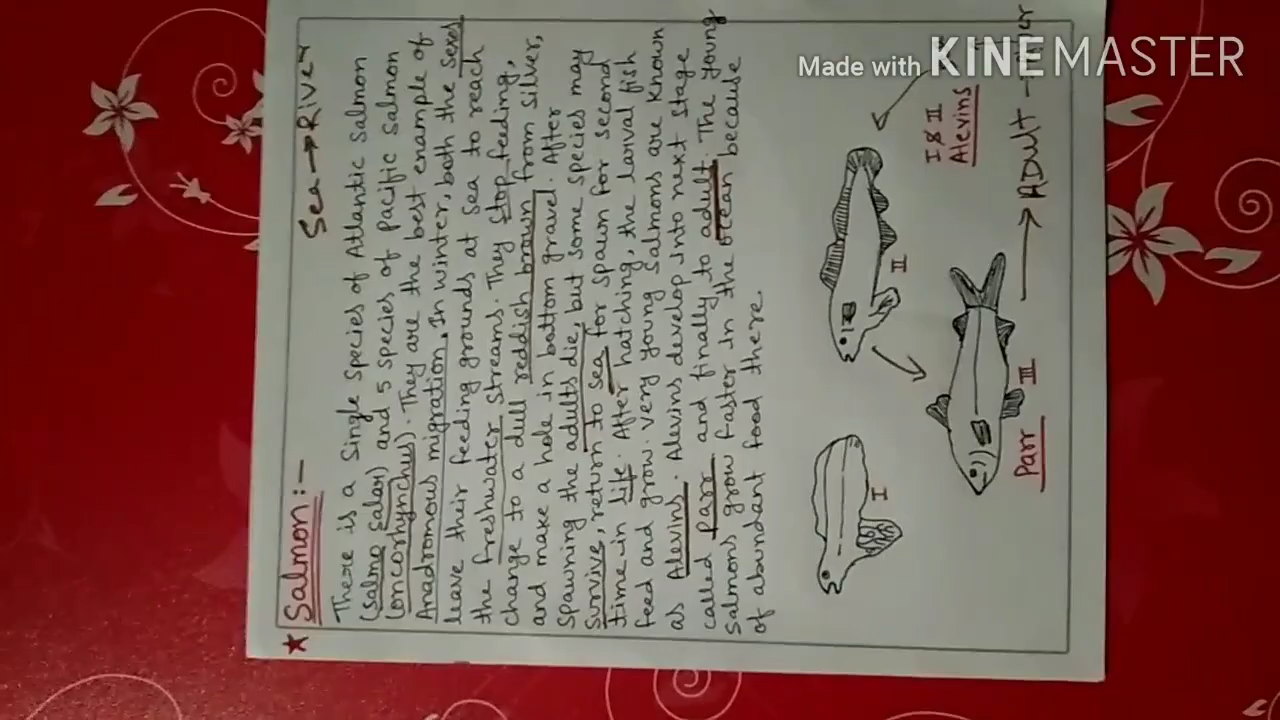 ★ Salmon:-
Sea → River
There is a Single Species of Atlantic Salmon
(Salmo Salar) and 5 Species of Pacific Salmon
(oncorhynchus). They are the best enample of
Anadromous migration. In winter, both the sexes
leave their feeding grounds at sea to reach
the freshwater streams. They stop feeding,
change to a dull reddish brown from silver,
and make a hole in bottom gravel. After
Spawning the adults die, but some species may
survive, return to sea for spawn for second
time in life. After hatching, the larval fish
feed and grow. very young Salmons are known
as Alevins. Alevins develop into next stage
called Parr and finally to adult. The young
Salmons grow faster in the ocean because
of abundant food there.
I
II
I & II
Alevins
Parr III
→ Adult
Made with KINEMASTER